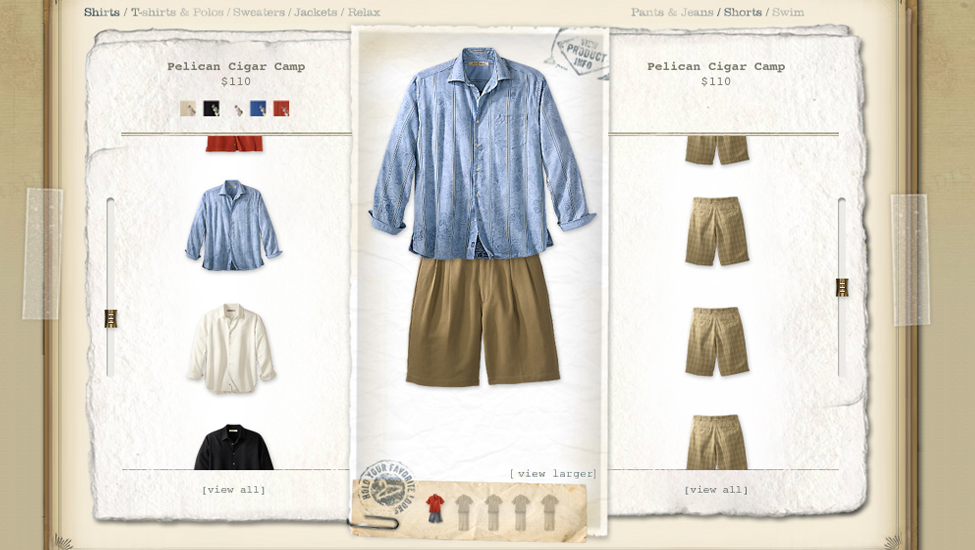 Shirts / T-shirts & Polos / Sweaters / Jackets / Relax
Pants & Jeans / Shorts / Swim
Pelican Cigar Camp
$110
VIEW
PRODUCT
INFO
Pelican Cigar Camp
$110
[view all]
[view larger]
[view all]
HOLD YOUR FAVORITE LOOKS